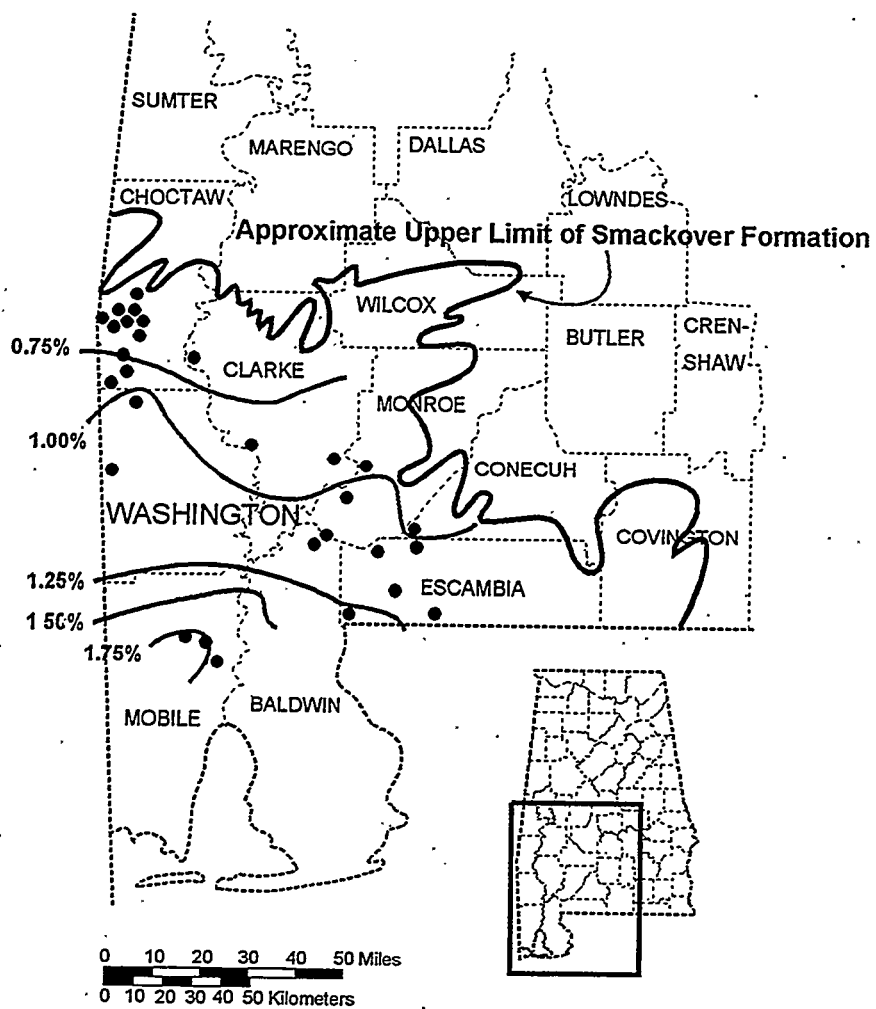 SUMTER
MARENGO
DALLAS
CHOCTAW
LOWNDES
Approximate Upper Limit of Smackover Formation
WILCOX
BUTLER
CREN-
SHAW
0.75%
CLARKE
MONROE
1.00%
CONECUH
WASHINGTON
COVINGTON
1.25%
ESCAMBIA
1 50%
1.75%
MOBILE
BALDWIN
0 10 20 30 40 50 Miles
0 10 20 30 40 50 Kilometers